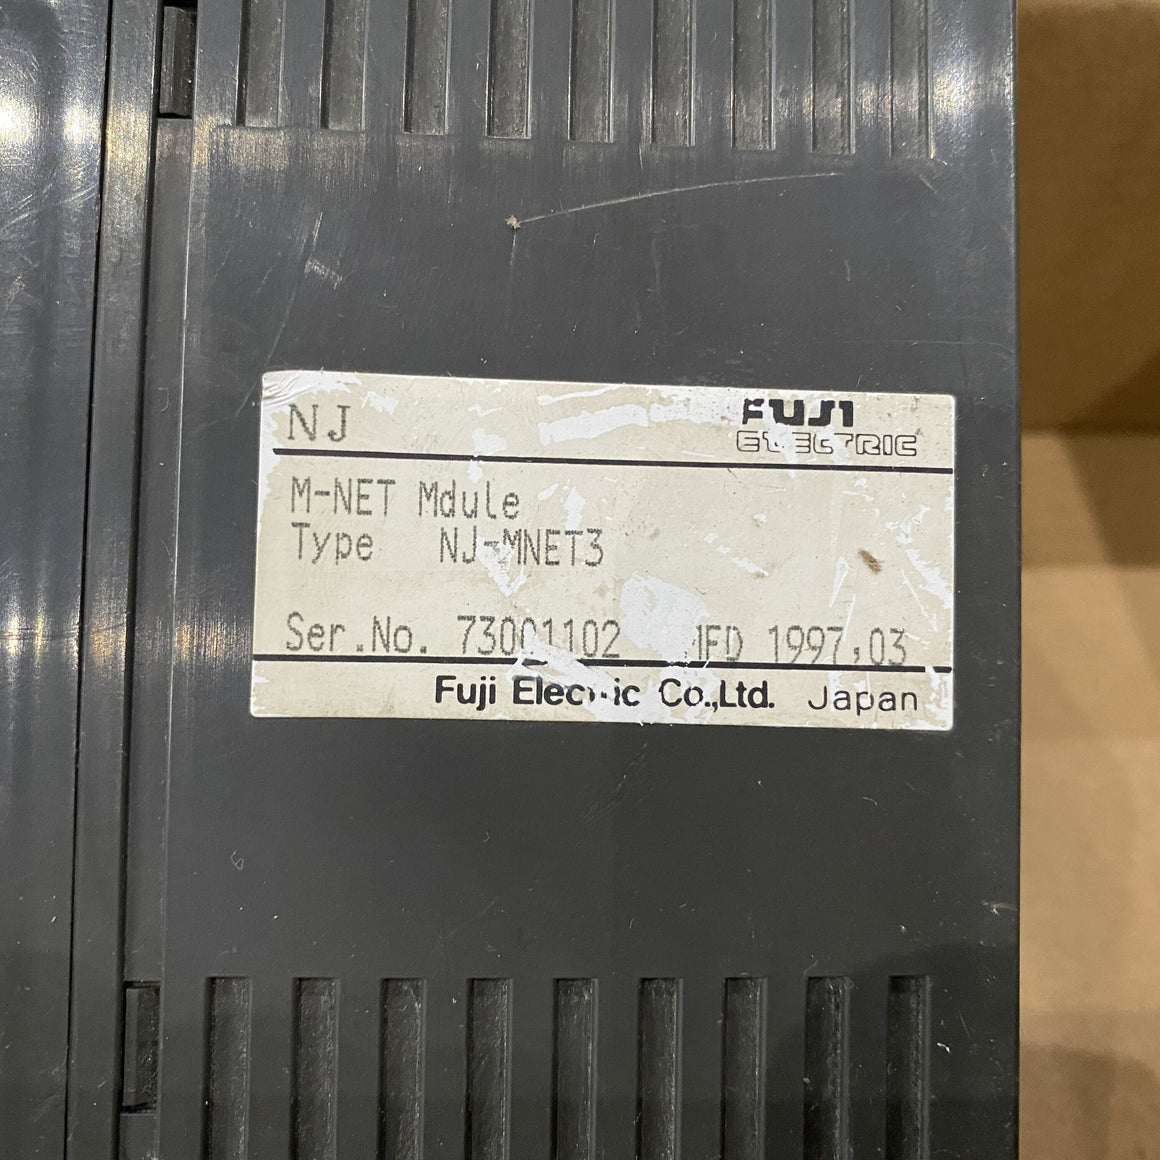 NJ
FUJI
ELECTRIC
M-NET Mdule
Type NJ-MNET3
Ser.No. 73001102 MFD 1997,03
Fuji Electric Co.,Ltd. Japan